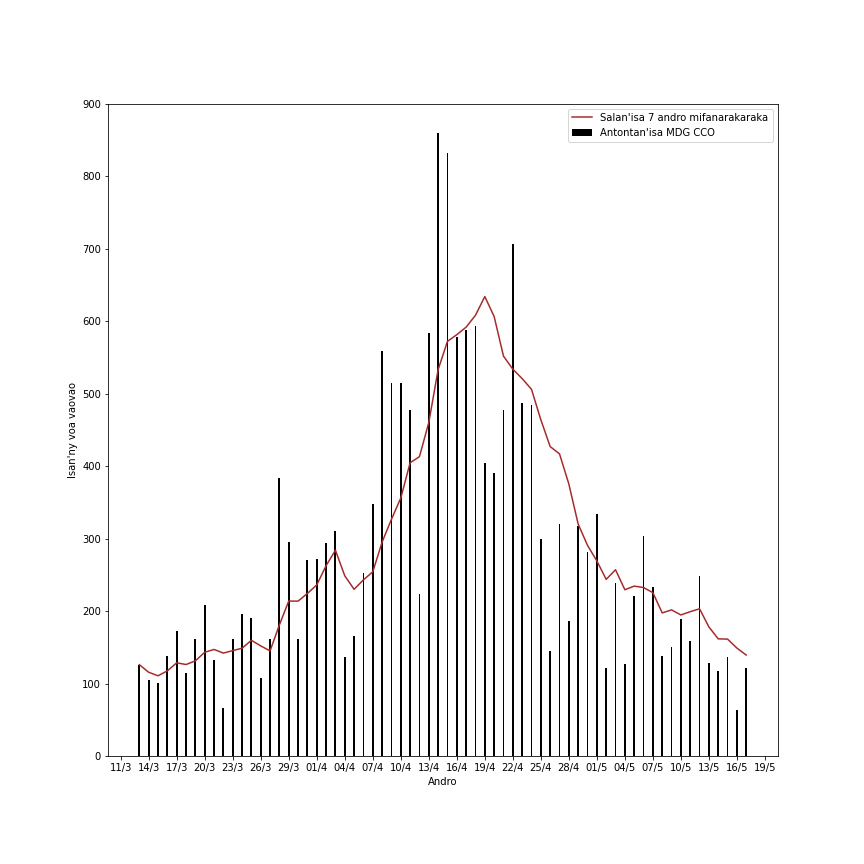 900
800
700
600
500
400
300
200
100
0
Isan'ny voa vaovao
Salan'isa 7 andro mifanarakaraka
Antontan'isa MDG CCO
11/3 14/3 17/3 20/3 23/3 26/3 29/3 01/4 04/4 07/4 10/4 13/4 16/4 19/4 22/4 25/4 28/4 01/5 04/5 07/5 10/5 13/5 16/5 19/5
Andro